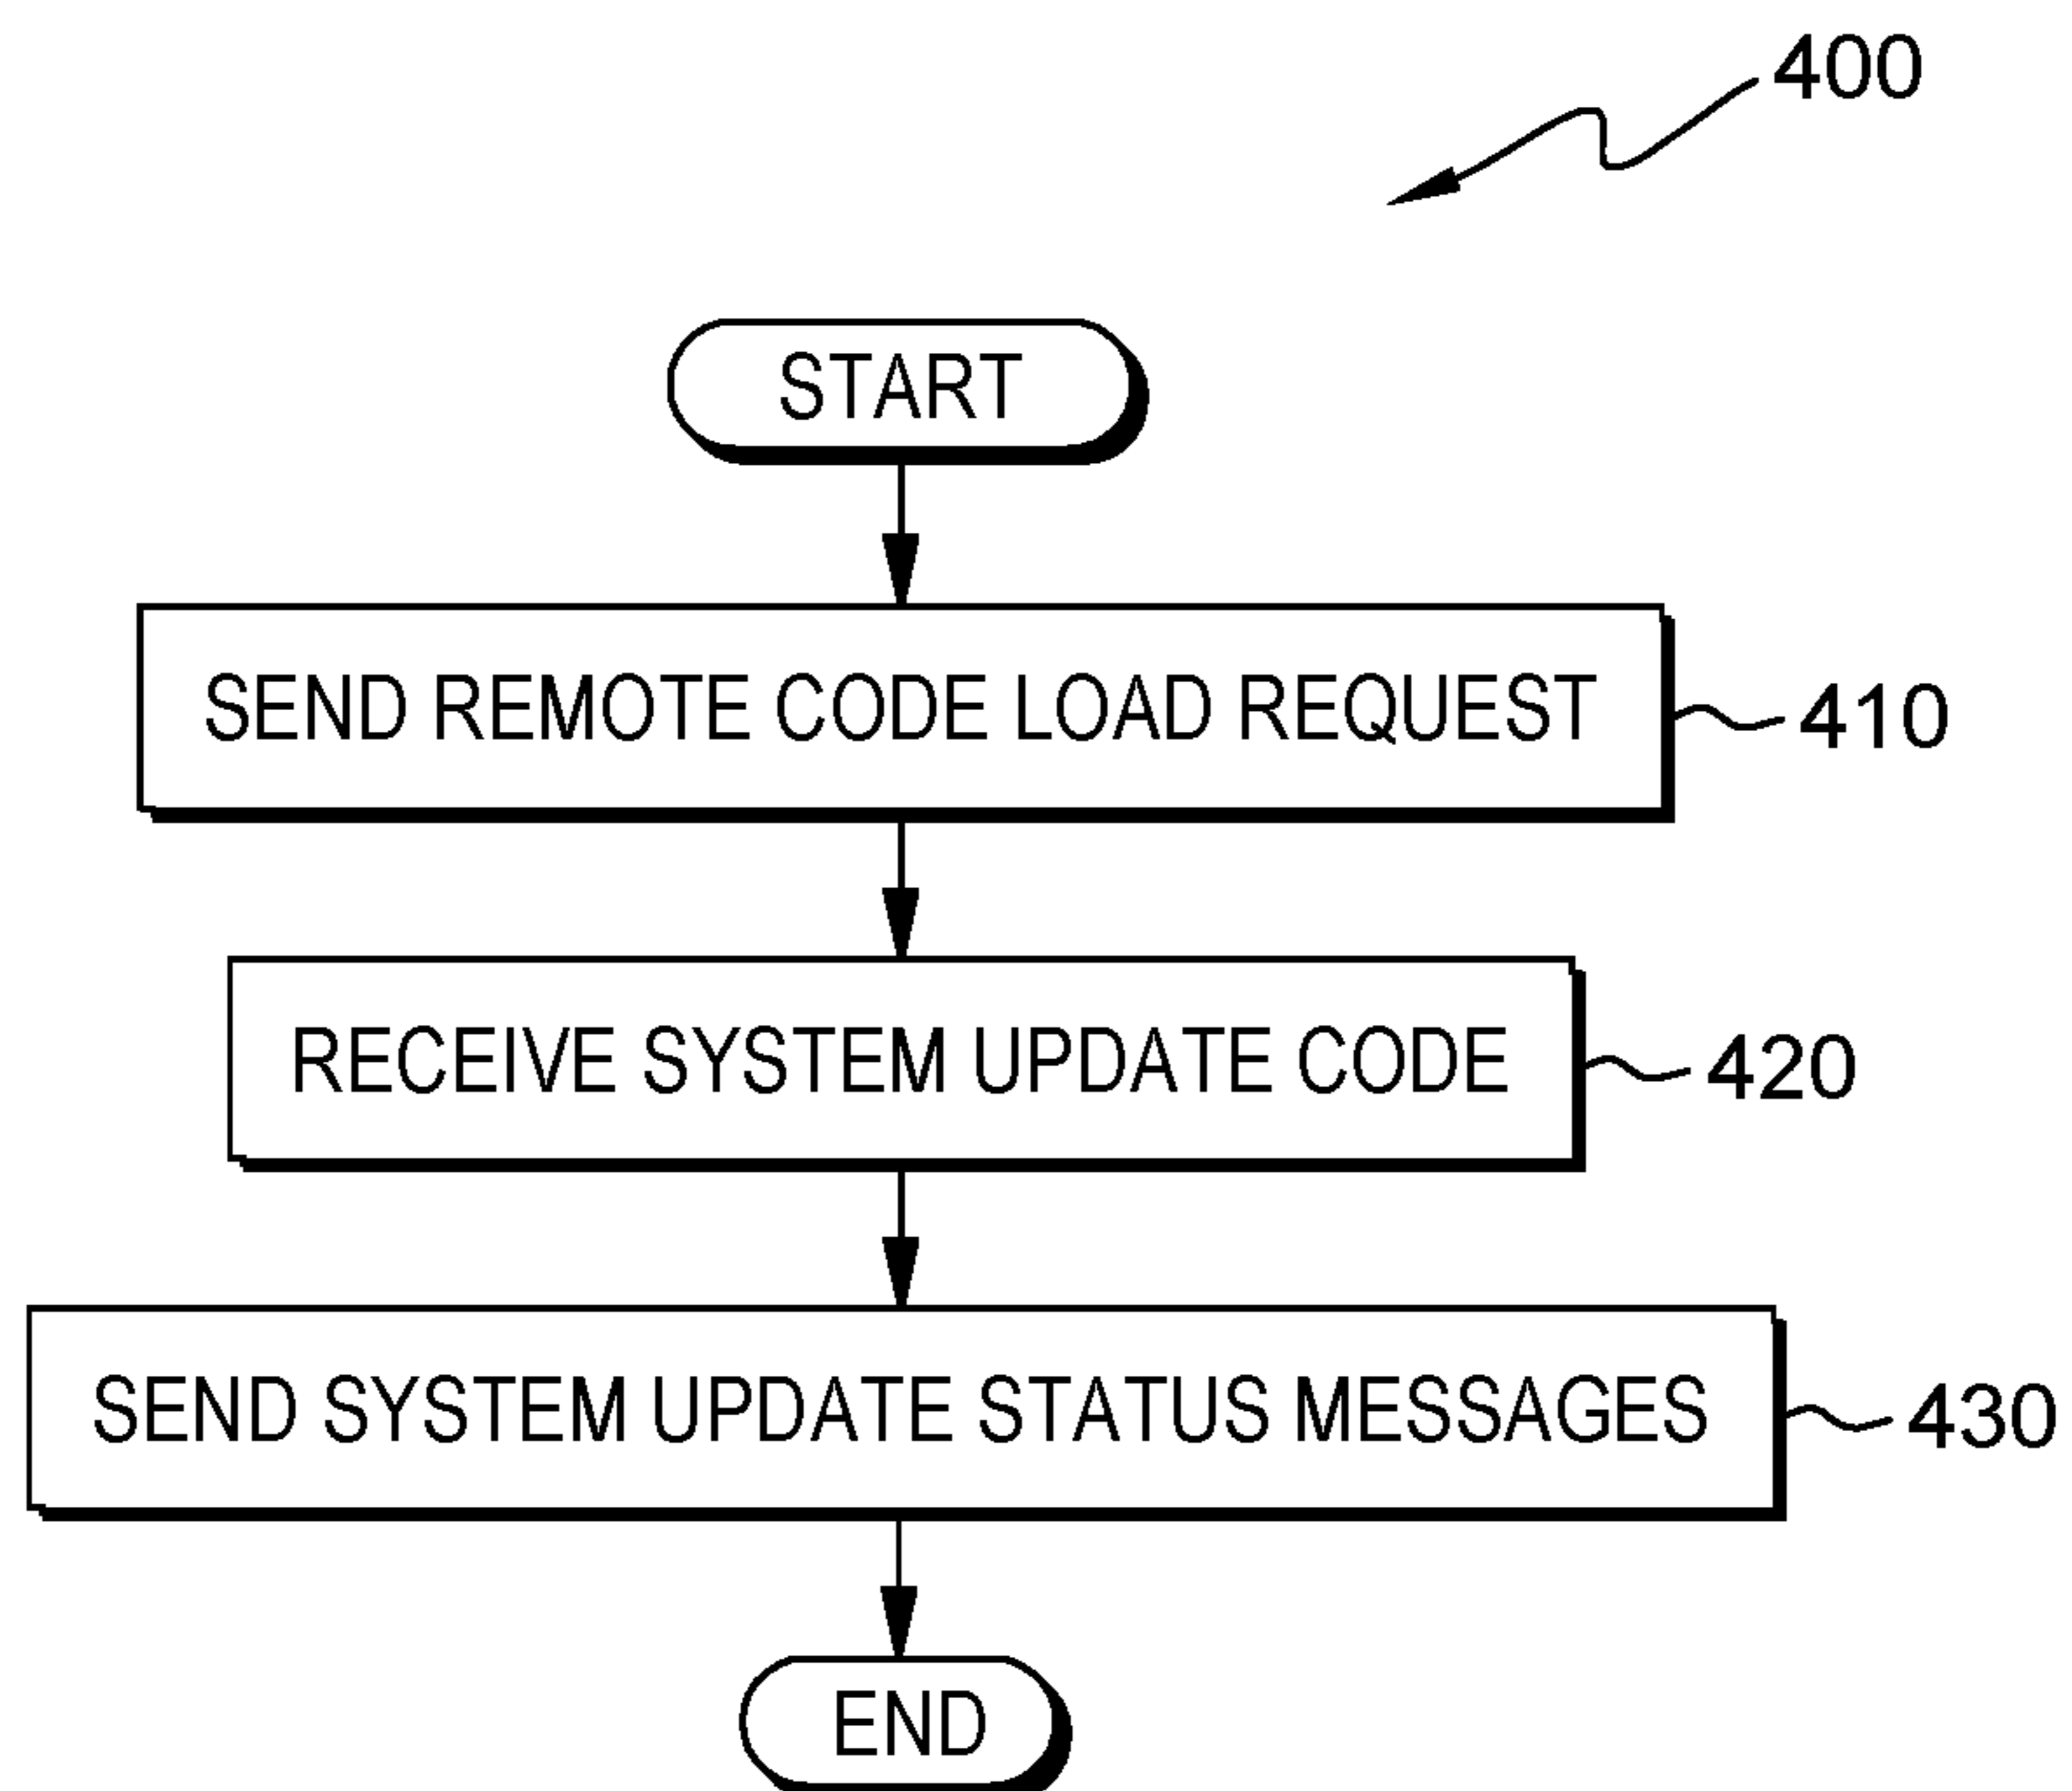 400
START
SEND REMOTE CODE LOAD REQUEST
410
RECEIVE SYSTEM UPDATE CODE
420
SEND SYSTEM UPDATE STATUS MESSAGES
430
END